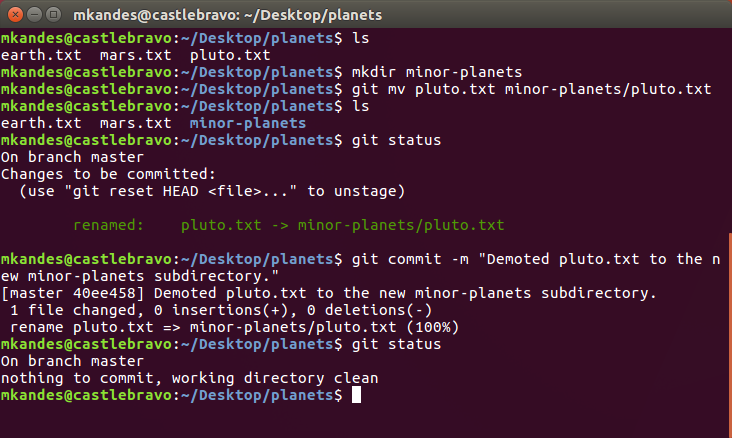 mkandes@castlebravo: ~/Desktop/planets
mkandes@castlebravo:~/Desktop/planets$ ls
earth.txt  mars.txt  pluto.txt
mkandes@castlebravo:~/Desktop/planets$ mkdir minor-planets
mkandes@castlebravo:~/Desktop/planets$ git mv pluto.txt minor-planets/pluto.txt
mkandes@castlebravo:~/Desktop/planets$ ls
earth.txt  mars.txt  minor-planets
mkandes@castlebravo:~/Desktop/planets$ git status
On branch master
Changes to be committed:
  (use "git reset HEAD <file>..." to unstage)
        renamed:    pluto.txt -> minor-planets/pluto.txt
mkandes@castlebravo:~/Desktop/planets$ git commit -m "Demoted pluto.txt to the n
ew minor-planets subdirectory."
[master 40ee458] Demoted pluto.txt to the new minor-planets subdirectory.
 1 file changed, 0 insertions(+), 0 deletions(-)
 rename pluto.txt => minor-planets/pluto.txt (100%)
mkandes@castlebravo:~/Desktop/planets$ git status
On branch master
nothing to commit, working directory clean
mkandes@castlebravo:~/Desktop/planets$